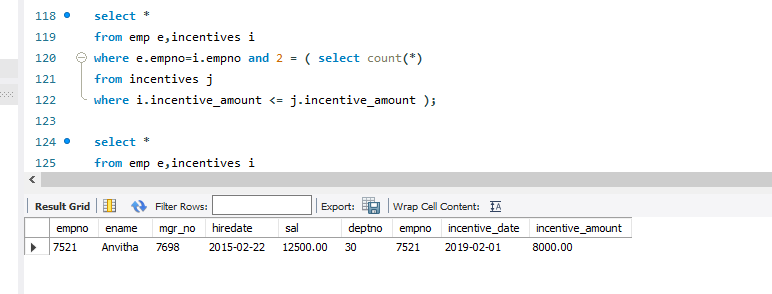 118 select *
119 from emp e,incentives i
120 where e.empno=i.empno and 2 = ( select count(*)
121 from incentives j
122 where i.incentive_amount <= j.incentive_amount );
123
124 select *
125 from emp e,incentives i
Result Grid Filter Rows: Export: Wrap Cell Content:
empno ename mgr_no hiredate sal deptno empno incentive_date incentive_amount
7521 Anvitha 7698 2015-02-22 12500.00 30 7521 2019-02-01 8000.00